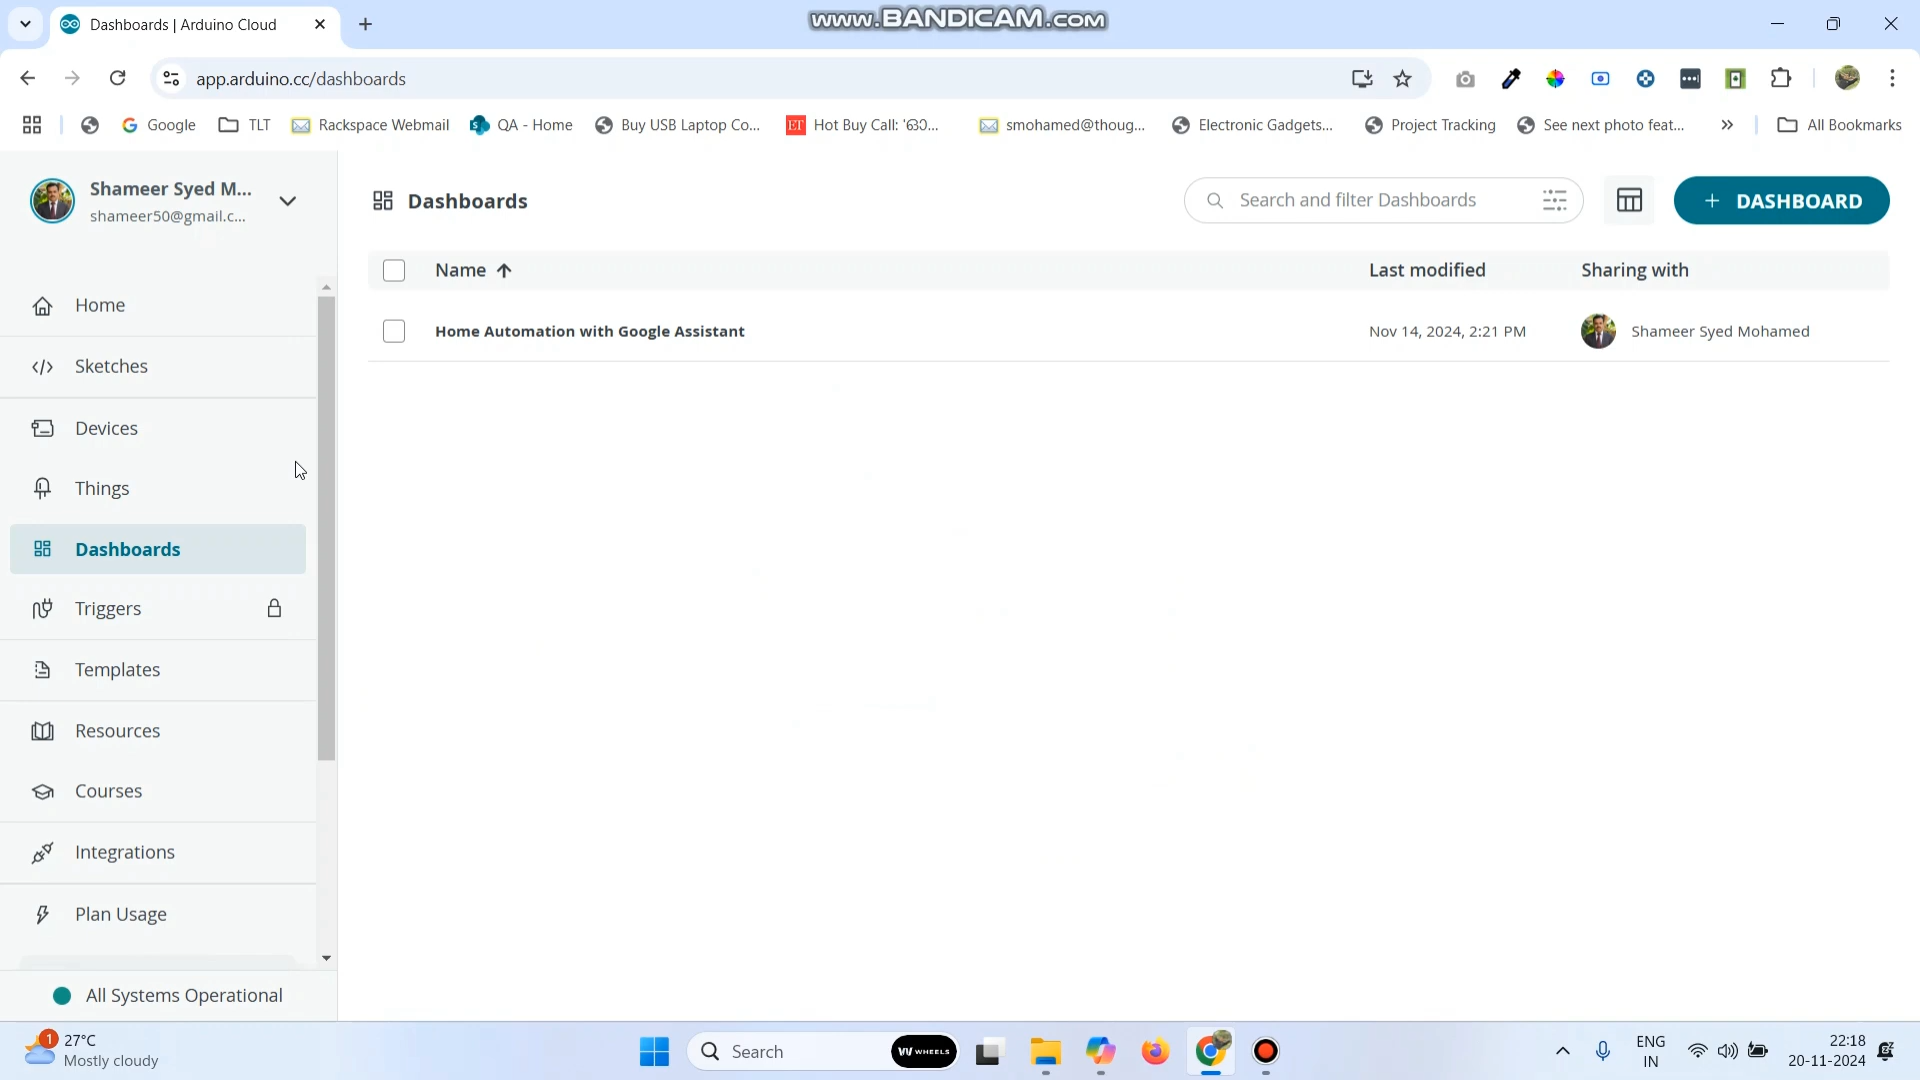 Dashboards | Arduino Cloud
www.BANDICAM.com
app.arduino.cc/dashboards
Google
TLT
Rackspace Webmail
QA - Home
Buy USB Laptop Co...
ET
Electronic Gadgets...
smohamed@thoug...
Project Tracking
See next photo feat...
All Bookmarks
Shameer Syed M...
shameer50@gmail.c...
Dashboards
Search and filter Dashboards
+ DASHBOARD
Name
Last modified
Sharing with
Home Automation with Google Assistant
Nov 14, 2024, 2:21 PM
Shameer Syed Mohamed
Home
Sketches
Devices
Things
Dashboards
Triggers
Templates
Resources
Courses
Integrations
Plan Usage
All Systems Operational
1
27°C
Mostly cloudy
Search
WHEELS
ENG
IN
22:18
20-11-2024